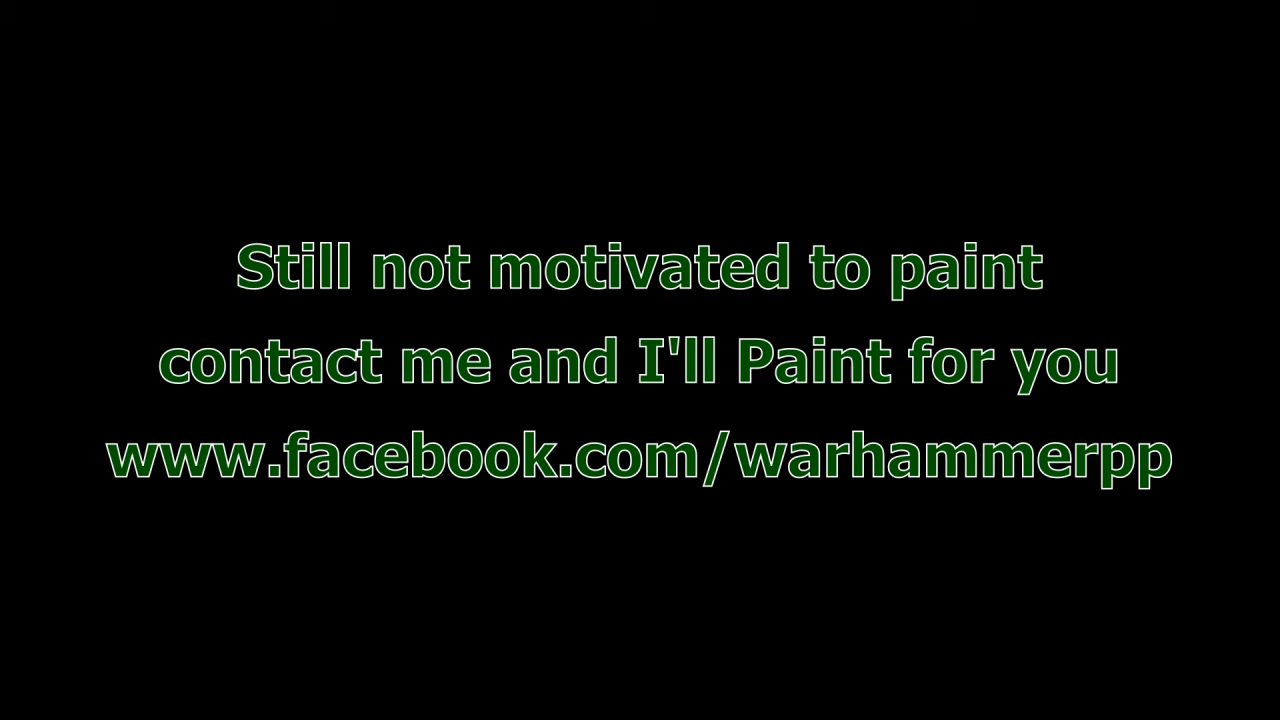 Still not motivated to paint
contact me and I'll Paint for you
www.facebook.com/warhammerpp